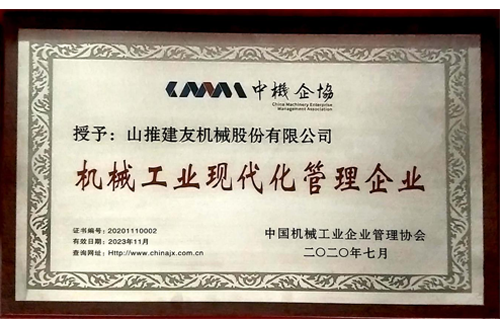 CMMA 中機企协
China Machinery Enterprise
Management Association
授予：山推建友机械股份有限公司
机械工业现代化管理企业
证书编号：20201110002
有效日期：2023年11月
查询网址：Http://www.chinajx.com.cn
中国机械工业企业管理协会
二〇二〇年七月